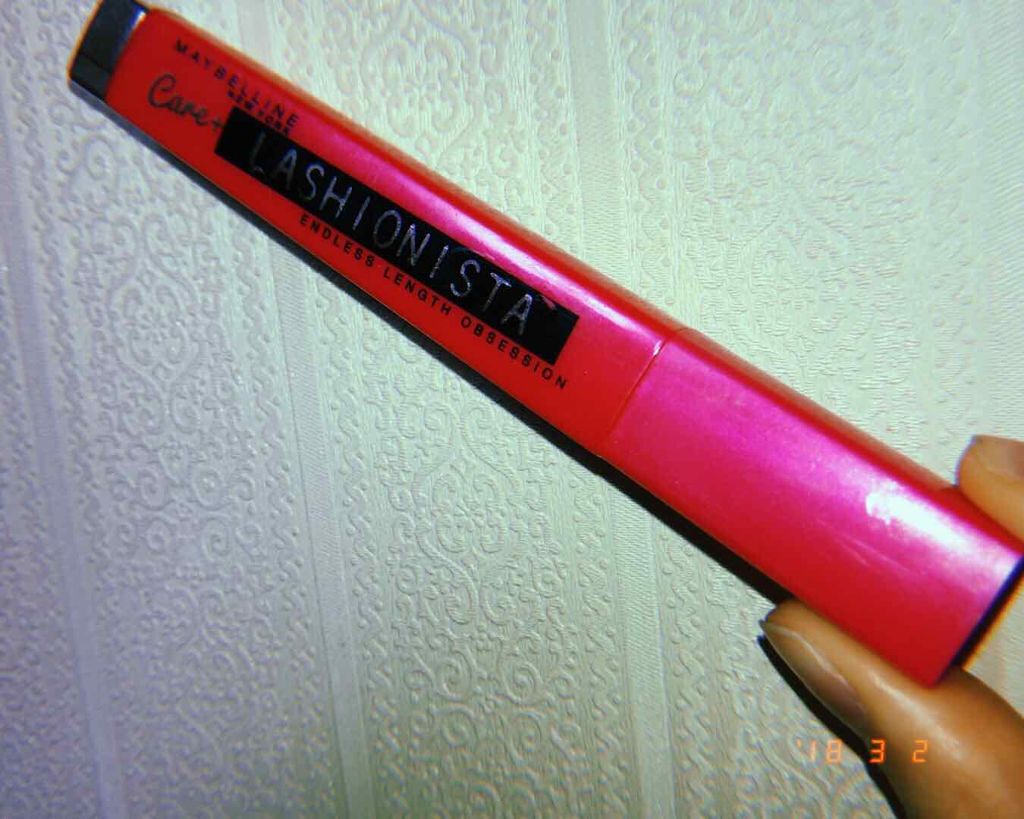 MAYBELLINE
NEW YORK
Care+
LASHIONISTA
ENDLESS LENGTH OBSESSION
'18 3 2